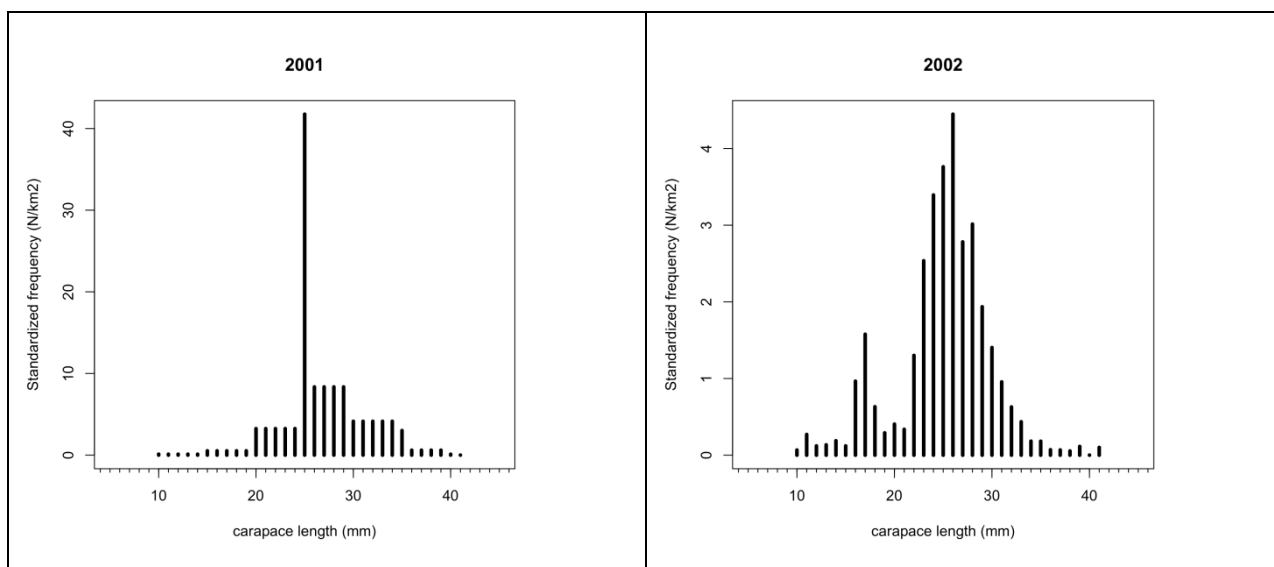 2001
40
30
20
10
0
Standardized frequency (N/km2)
10 20 30 40
carapace length (mm)
2002
4
3
2
1
0
Standardized frequency (N/km2)
10 20 30 40
carapace length (mm)